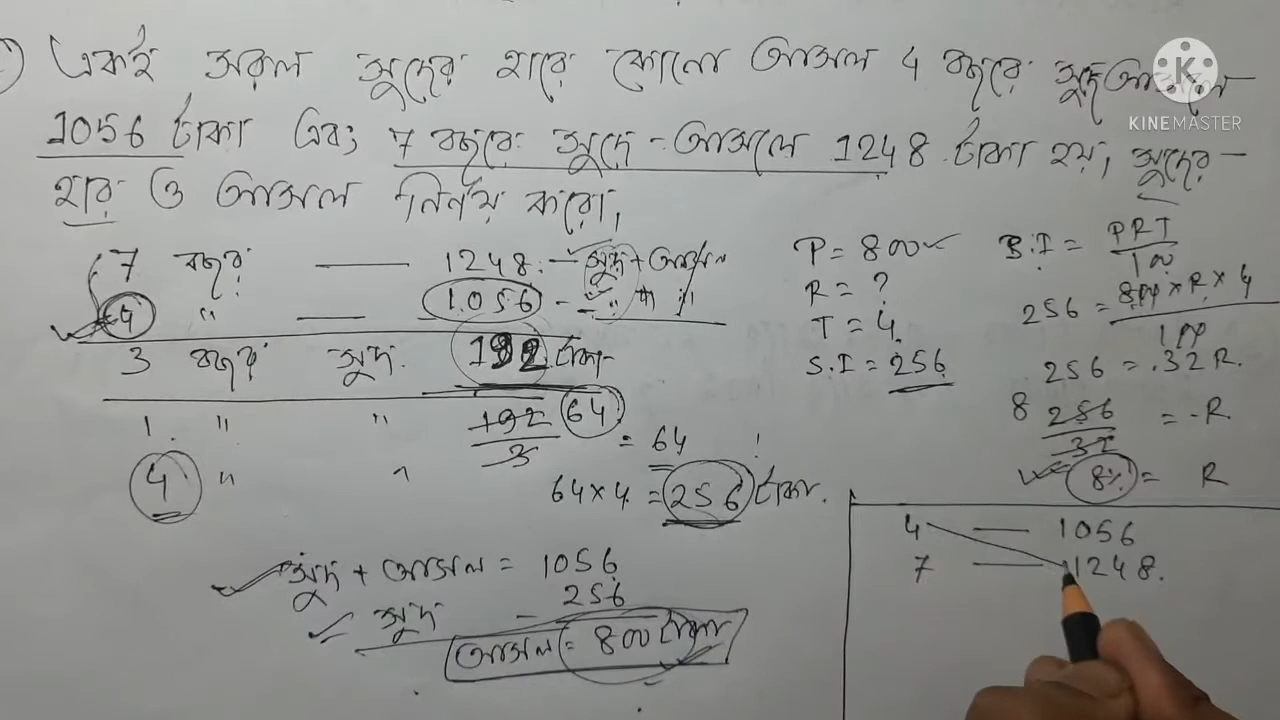 একই সরল সুদের হারে কোনো আসল 4 বছরে সুদে আসলে
1056 টাকা এবং 7 বছরে সুদে-আসলে 1248 টাকা হয়, সুদের
হার ও আসল নির্ণয় করো,
7 বছর — 1248 — সুদ + আসল
4 " — 1056 - " + "
3 বছর সুদ 192 টাকা
1 " " 192/3 64
= 64
4 " "
64×4 = 256 টাকা.
সুদ + আসল = 1056
সুদ - 256
আসল = 800 টাকা
P = 800
R = ?
T = 4
S.I = 256
S.I = PRT/100
256 = 800 × R × 4 / 100
256 = 32 R.
8 256/32 = R
8% = R
4 — 1056
7 — 1248.
K
KINEMASTER